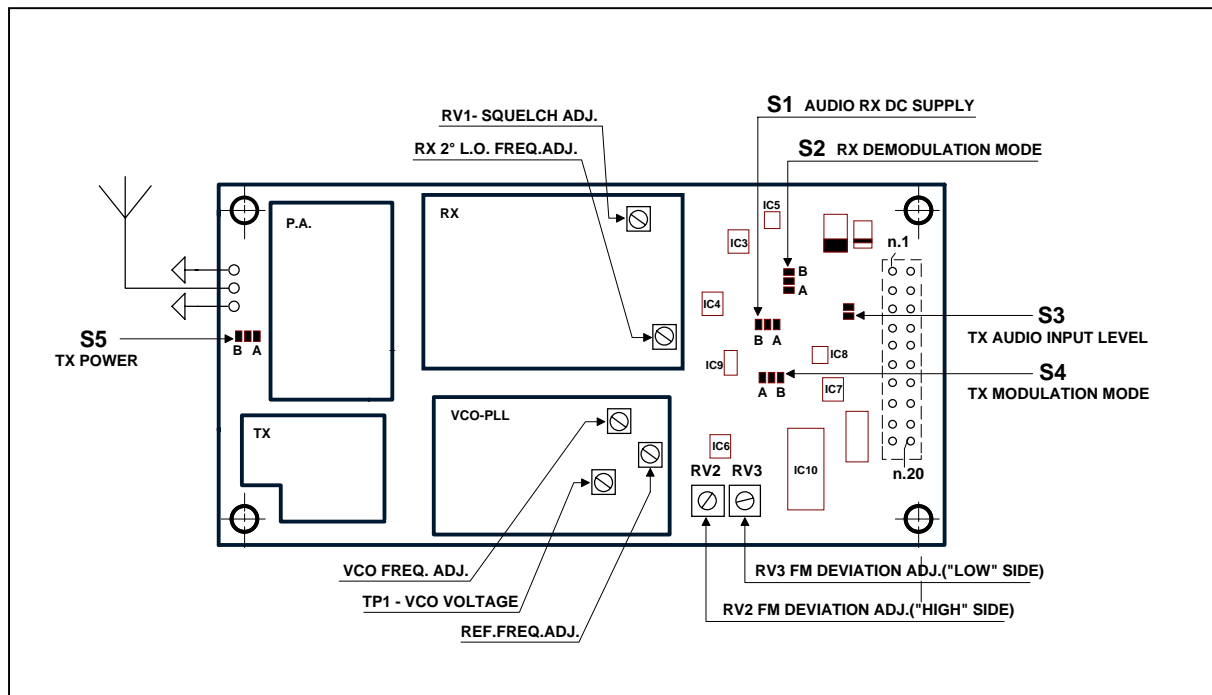 S1 AUDIO RX DC SUPPLY
RV1- SQUELCH ADJ.
S2 RX DEMODULATION MODE
RX 2° L.O. FREQ.ADJ.
P.A.
RX
IC5
IC3
n.1
B
A
IC4
S3
TX AUDIO INPUT LEVEL
S5
TX POWER
B A
B A
IC8
IC9
S4
TX MODULATION MODE
A B
IC7
TX
VCO-PLL
IC6
RV2 RV3
IC10
n.20
VCO FREQ. ADJ.
RV3 FM DEVIATION ADJ.("LOW" SIDE)
TP1 - VCO VOLTAGE
RV2 FM DEVIATION ADJ.("HIGH" SIDE)
REF.FREQ.ADJ.